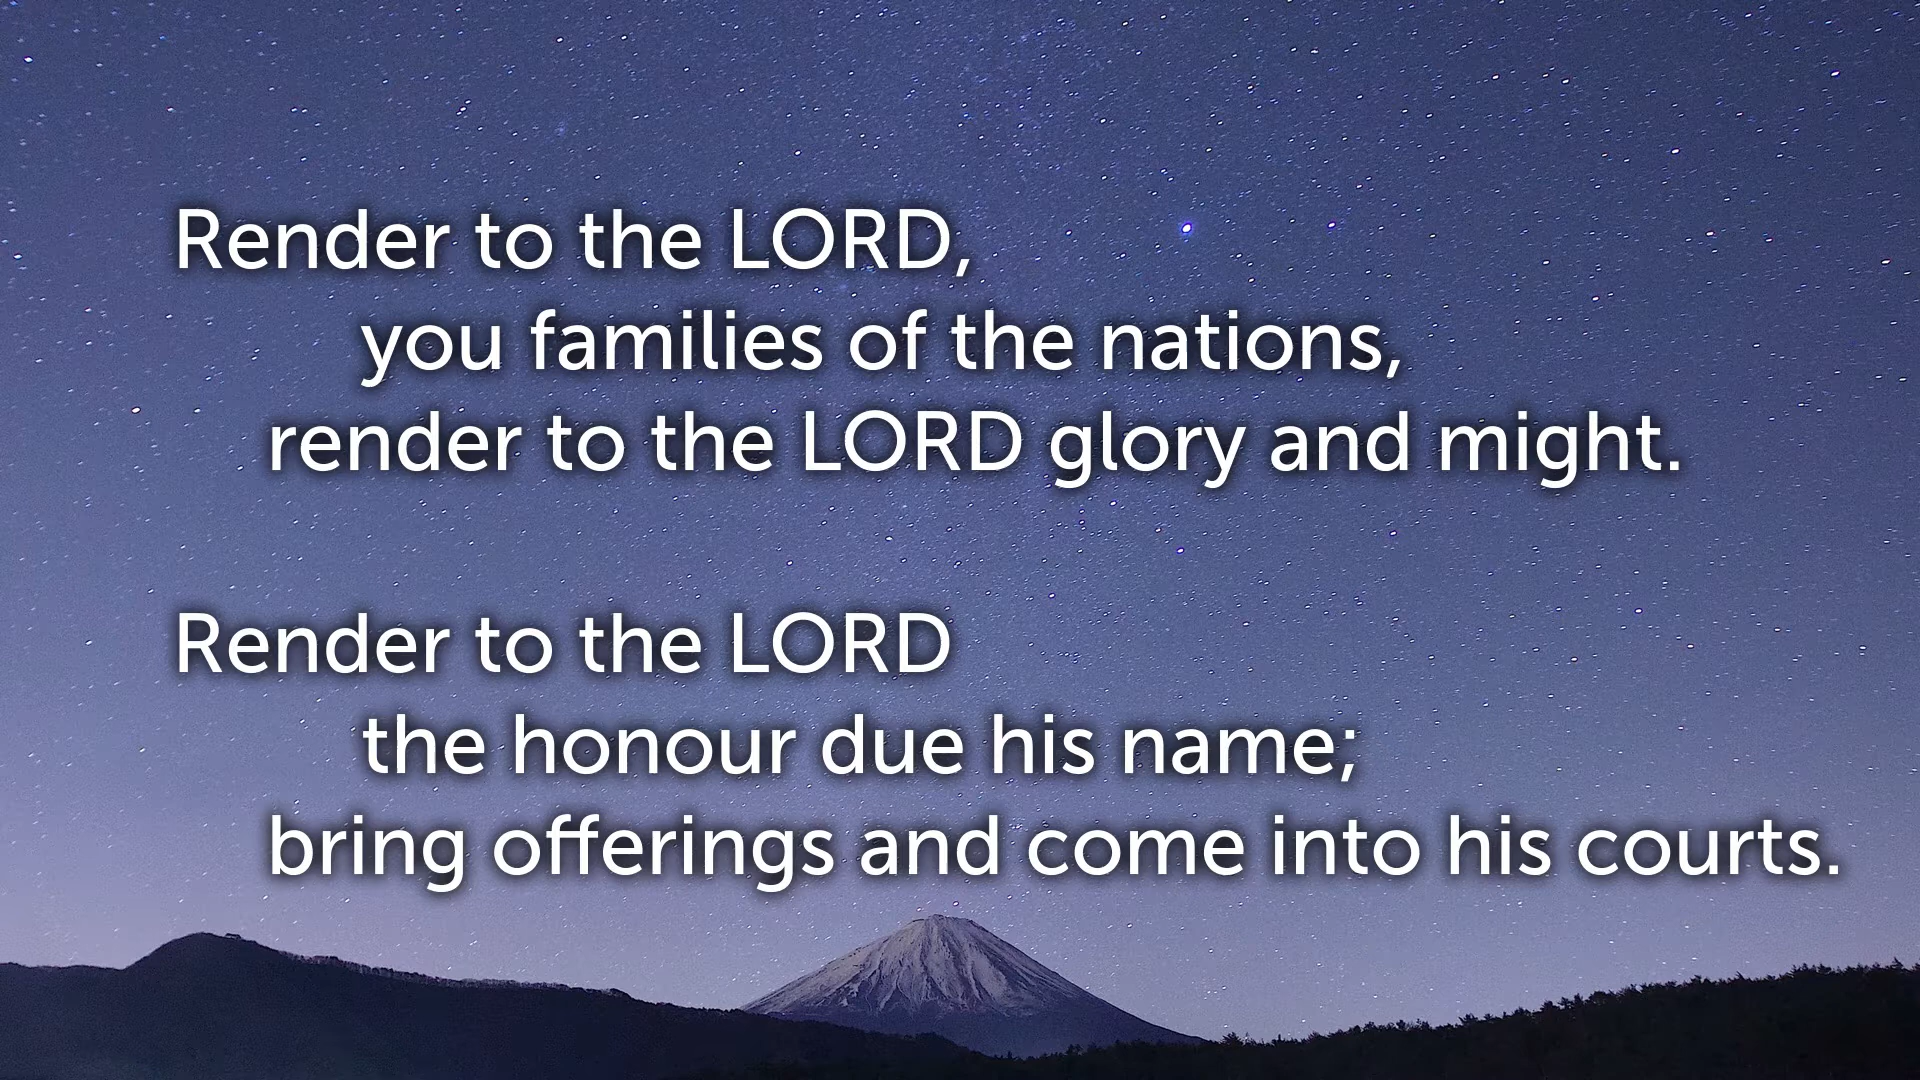 Render to the LORD,
you families of the nations,
render to the LORD glory and might.
Render to the LORD
the honour due his name;
bring offerings and come into his courts.